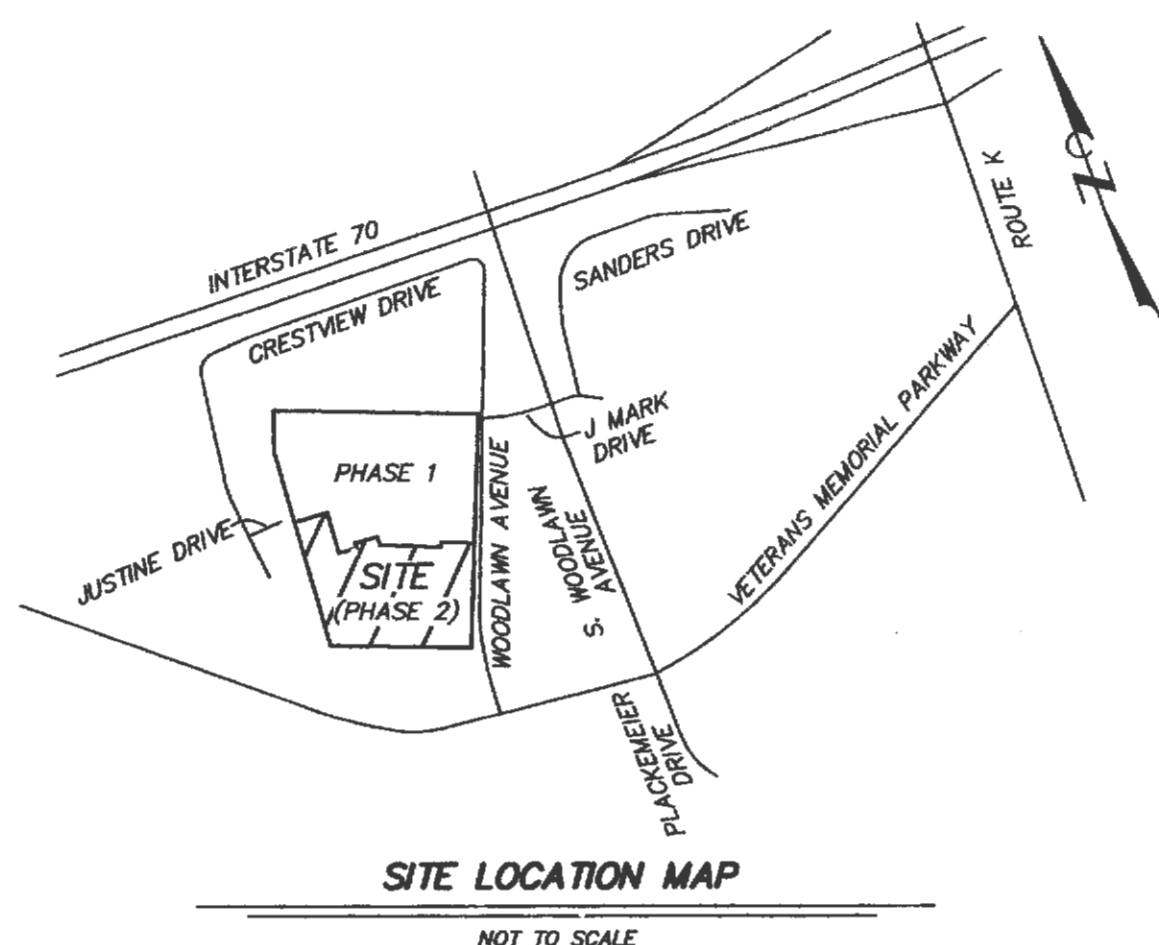 INTERSTATE 70
CRESTVIEW DRIVE
SANDERS DRIVE
ROUTE K
N
J MARK
DRIVE
PHASE 1
WOODLAWN AVENUE
S. WOODLAWN
AVENUE
VETERANS MEMORIAL PARKWAY
JUSTINE DRIVE
SITE
(PHASE 2)
PLACKEMEIER
DRIVE
SITE LOCATION MAP
NOT TO SCALE